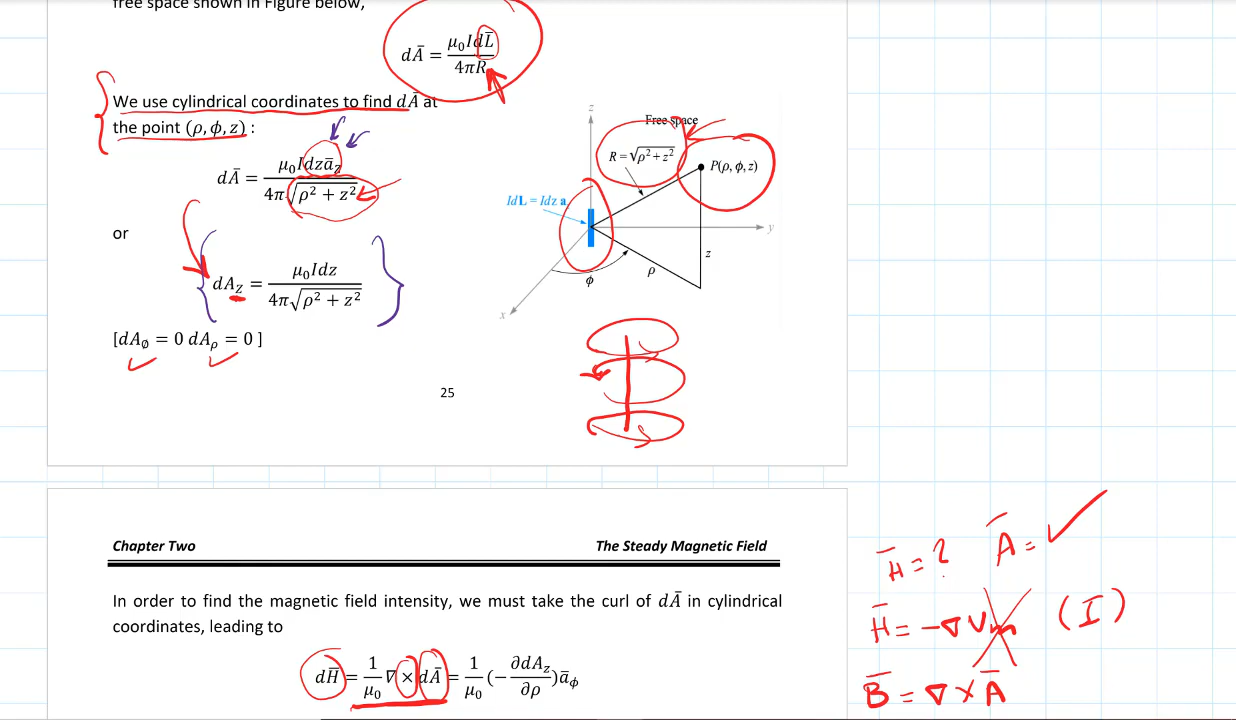 free space shown in Figure below,
dĀ = μ₀IdL̄ / 4πR
We use cylindrical coordinates to find dĀ at
the point (ρ, ϕ, z) :
dĀ = μ₀Idzā_z / 4π√(ρ² + z²)
or
dA_z = μ₀Idz / 4π√(ρ² + z²)
[dA_ø = 0 dA_ρ = 0 ]
z
Free space
R = √(ρ² + z²)
P(ρ, ϕ, z)
IdL = Idz a
y
z
ρ
ϕ
x
25
Chapter Two
The Steady Magnetic Field
In order to find the magnetic field intensity, we must take the curl of dĀ in cylindrical
coordinates, leading to
dH̄ = 1/μ₀ ∇ × dĀ = 1/μ₀ (− ∂dA_z/∂ρ)ā_ϕ
H̄ = ? Ā = ✓
H̄ = −∇Vm (I)
B̄ = ∇ × Ā